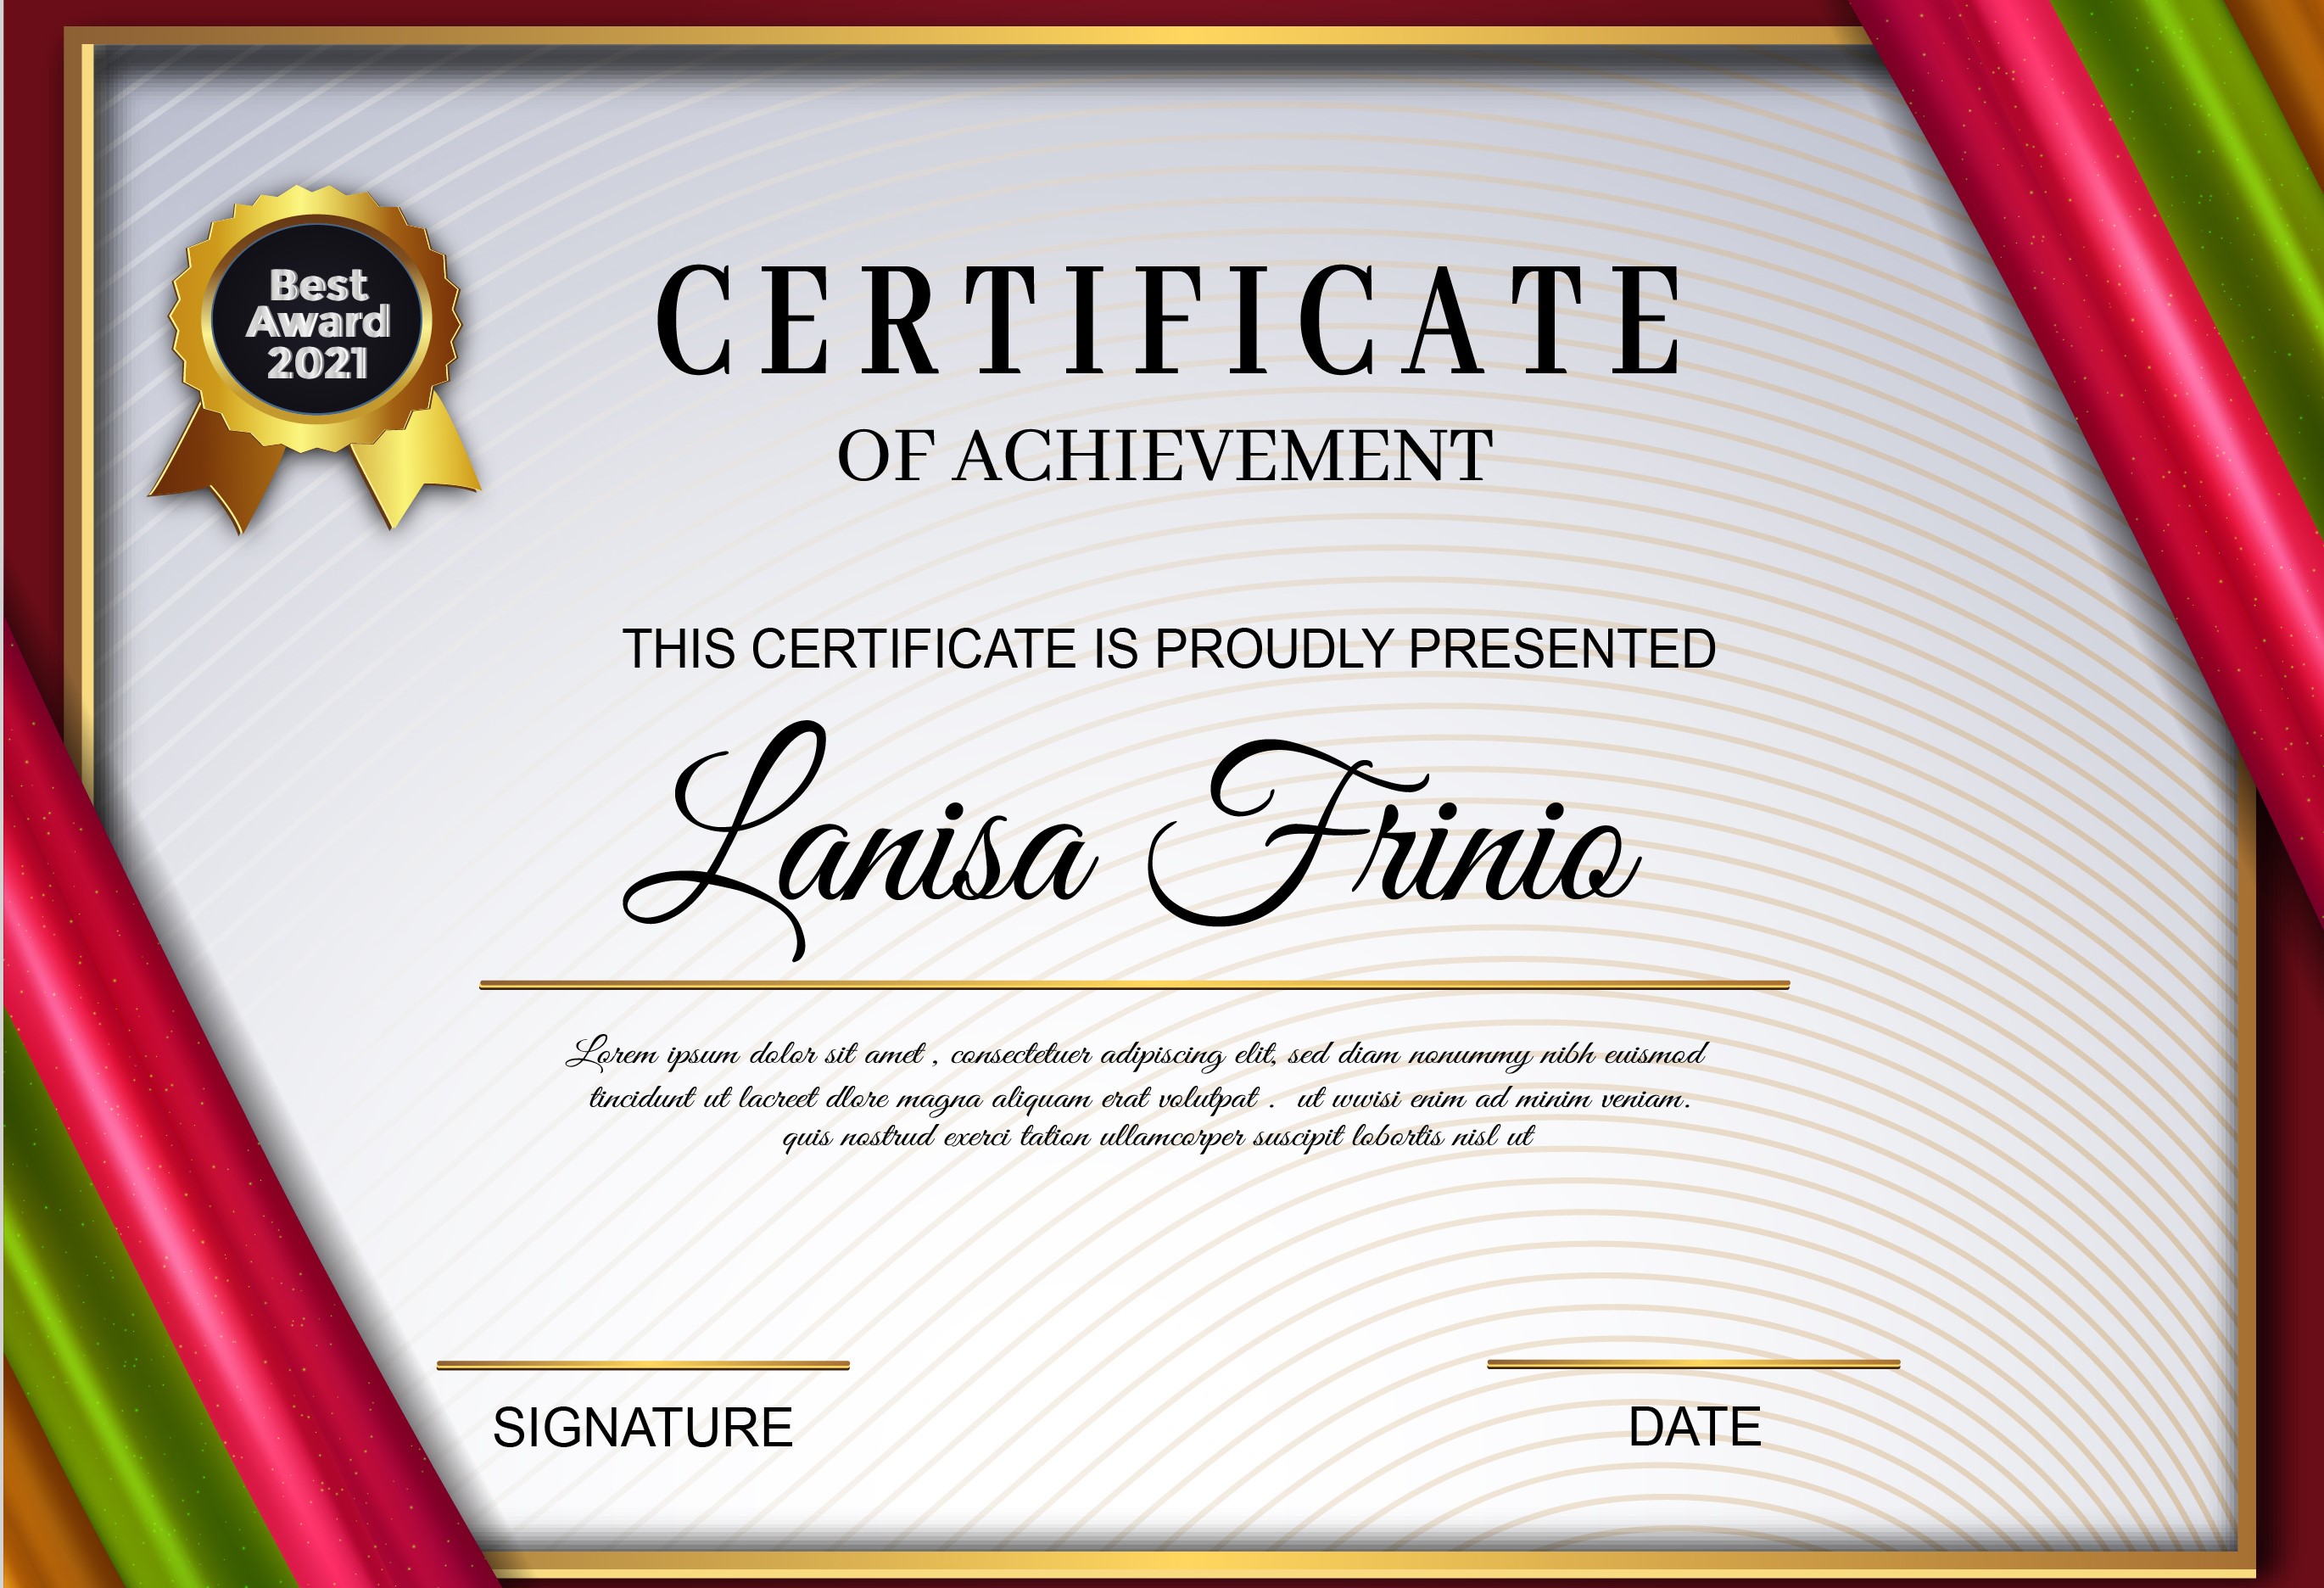 Best
Award
2021
CERTIFICATE
OF ACHIEVEMENT
THIS CERTIFICATE IS PROUDLY PRESENTED
Lanisa Frinio
Lorem ipsum dolor sit amet , consectetuer adipiscing elit, sed diam nonummy nibh euismod
tincidunt ut lacreet dlore magna aliquam erat volutpat . ut wwisi enim ad minim veniam.
quis nostrud exerci tation ullamcorper suscipit lobortis nisl ut
SIGNATURE
DATE